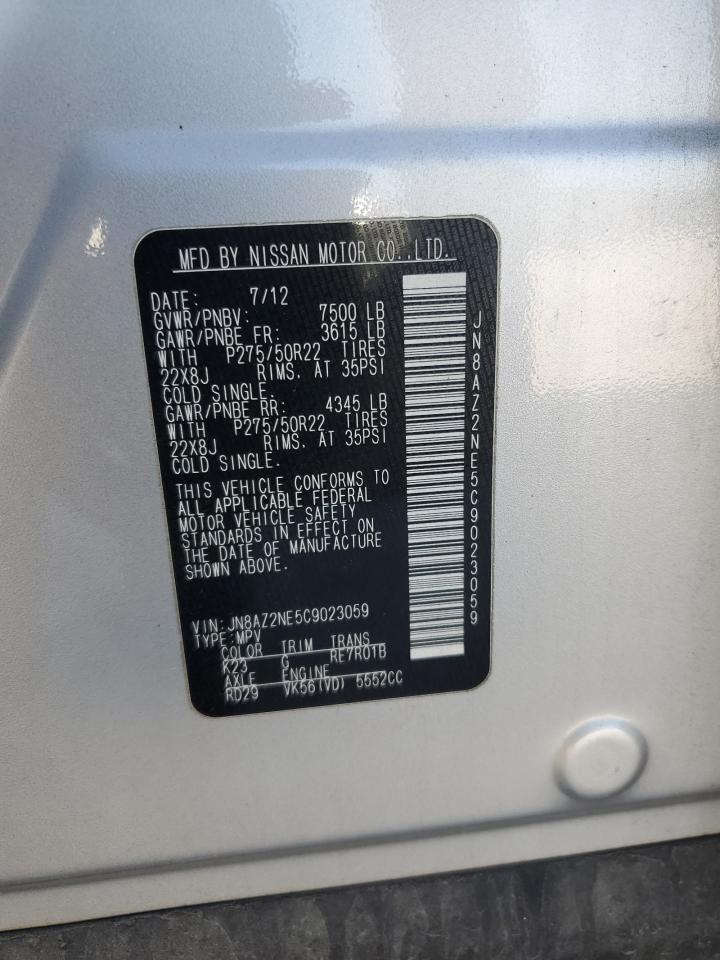 MFD BY NISSAN MOTOR CO.,LTD.
DATE: 7/12
GVWR/PNBV: 7500 LB
GAWR/PNBE FR: 3615 LB
WITH P275/50R22 TIRES
22X8J RIMS. AT 35PSI
COLD SINGLE.
GAWR/PNBE RR: 4345 LB
WITH P275/50R22 TIRES
22X8J RIMS. AT 35PSI
COLD SINGLE.
THIS VEHICLE CONFORMS TO
ALL APPLICABLE FEDERAL
MOTOR VEHICLE SAFETY
STANDARDS IN EFFECT ON
THE DATE OF MANUFACTURE
SHOWN ABOVE.
VIN:JN8AZ2NE5C9023059
TYPE:MPV
COLOR TRIM TRANS
K23 G RE7R01B
AXLE ENGINE
RD29 VK56(VD) 5552CC
JN8AZ2NE5C9023059